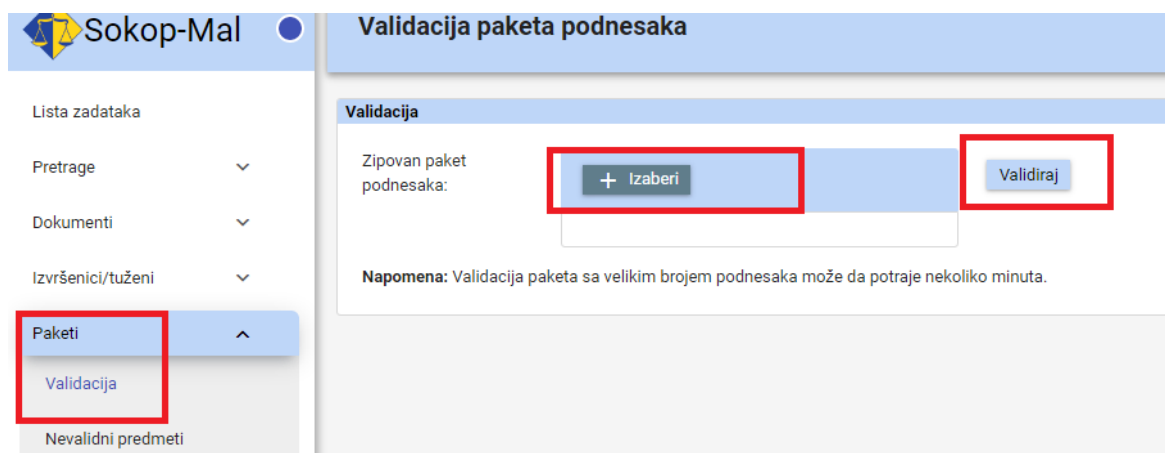 Sokop-Mal
Validacija paketa podnesaka
Lista zadataka
Pretrage
Dokumenti
Izvršenici/tuženi
Paketi
Validacija
Nevalidni predmeti
Validacija
Zipovan paket
podnesaka:
+ Izaberi
Validiraj
Napomena: Validacija paketa sa velikim brojem podnesaka može da potraje nekoliko minuta.